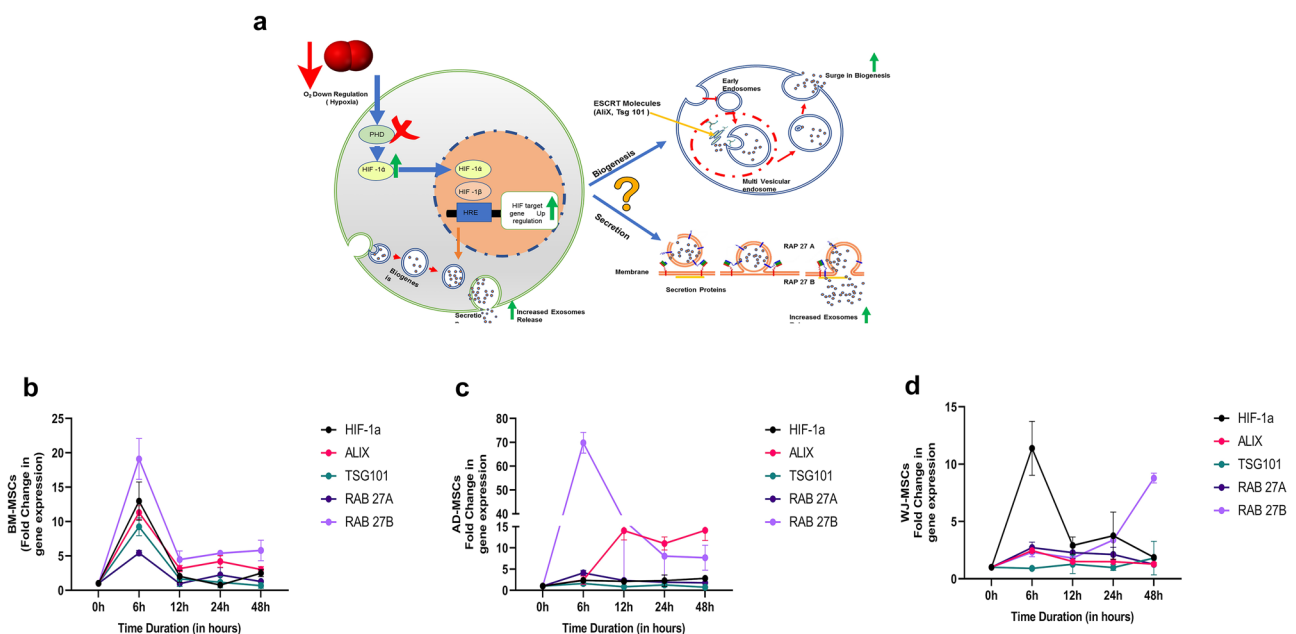 a
O₂ Down Regulation
( Hypoxia)
PHD
HIF -1α
HIF -1α
HIF -1β
HRE
HIF target
gene Up
regulation
Biogenes
is
Secretio
Increased Exosomes
Release
Biogenesis
?
Secretion
Early
Endosomes
ESCRT Molecules
(AliX, Tsg 101 )
Multi Vesicular
endosome
Surge in Biogenesis
RAP 27 A
Membrane
RAP 27 B
Secretion Proteins
Increased Exosomes
b
BM-MSCs
(Fold Change in
gene expression)
25
20
15
10
5
0
0h 6h 12h 24h 48h
Time Duration (in hours)
HIF-1a
ALIX
TSG101
RAB 27A
RAB 27B
c
AD-MSCs
Fold Change in
gene expression
80
70
60
50
40
30
20
15
10
5
0
0h 6h 12h 24h 48h
Time Duration (in hours)
HIF-1a
ALIX
TSG101
RAB 27A
RAB 27B
d
WJ-MSCs
Fold Change in
gene expression
15
10
5
0
0h 6h 12h 24h 48h
Time Duration (in hours)
HIF-1a
ALIX
TSG101
RAB 27A
RAB 27B